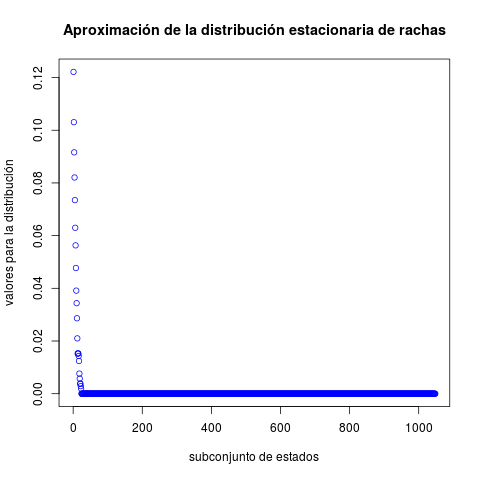 Aproximación de la distribución estacionaria de rachas
valores para la distribución
0.12
0.10
0.08
0.06
0.04
0.02
0.00
0 200 400 600 800 1000
subconjunto de estados